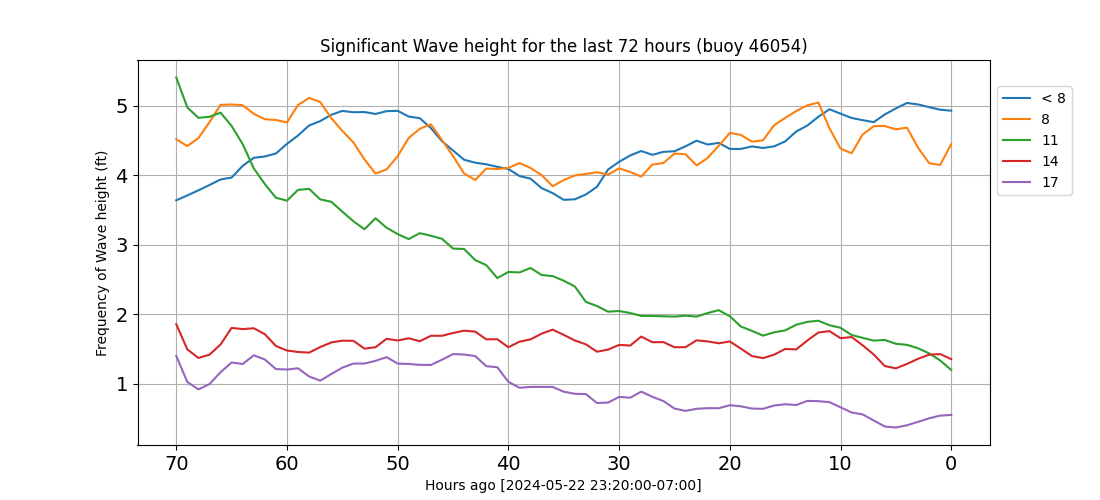 Significant Wave height for the last 72 hours (buoy 46054)
Frequency of Wave height (ft)
5
4
3
2
1
70 60 50 40 30 20 10 0
Hours ago [2024-05-22 23:20:00-07:00]
< 8
8
11
14
17